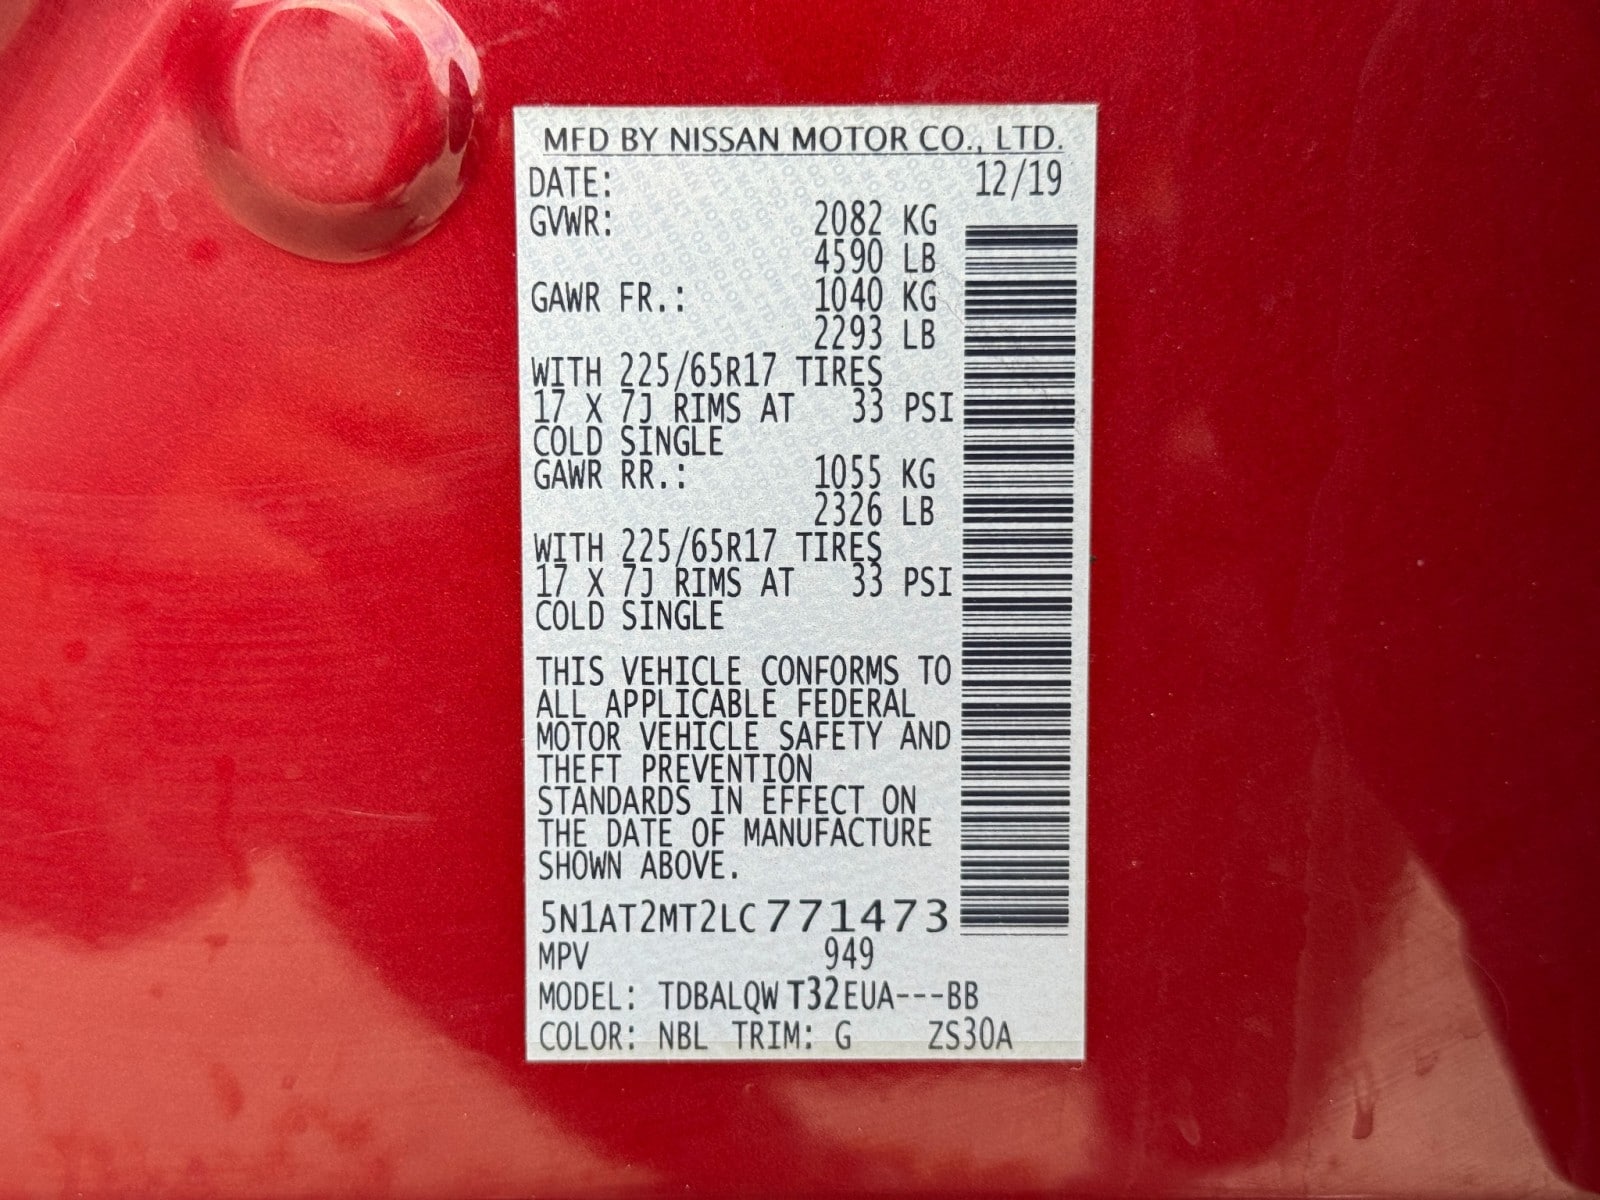 MFD BY NISSAN MOTOR CO., LTD.
DATE: 12/19
GVWR: 2082 KG
4590 LB
GAWR FR.: 1040 KG
2293 LB
WITH 225/65R17 TIRES
17 X 7J RIMS AT 33 PSI
COLD SINGLE
GAWR RR.: 1055 KG
2326 LB
WITH 225/65R17 TIRES
17 X 7J RIMS AT 33 PSI
COLD SINGLE
THIS VEHICLE CONFORMS TO
ALL APPLICABLE FEDERAL
MOTOR VEHICLE SAFETY AND
THEFT PREVENTION
STANDARDS IN EFFECT ON
THE DATE OF MANUFACTURE
SHOWN ABOVE.
5N1AT2MT2LC771473
MPV 949
MODEL: TDBALQWT32EUA---BB
COLOR: NBL TRIM: G ZS30A